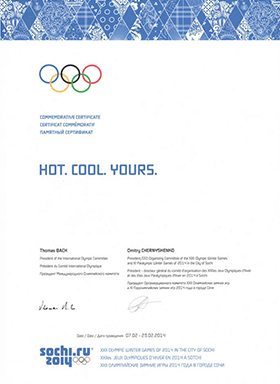 COMMEMORATIVE CERTIFICATE
CERTIFICAT COMMÉMORATIF
ПАМЯТНЫЙ СЕРТИФИКАТ
HOT. COOL. YOURS.
Thomas BACH
President of the International Olympic Committee
Président du Comité International Olympique
Президент Международного Олимпийского комитета
Dmitry CHERNYSHENKO
President/CEO Organizing Committee of the XXII Olympic Winter Games
and XI Paralympic Winter Games of 2014 in the City of Sochi
Président - directeur général du comité d'organisation des XXIIes Jeux Olympiques d'hiver
et des XIes Jeux Paralympiques d'hiver de 2014 à Sotchi
Президент Организационного комитета XXII Олимпийских зимних игр
и XI Паралимпийских зимних игр 2014 года в городе Сочи
Date / Date / Дата проведения: 07.02 - 23.02.2014
sochi.ru
2014
XXII OLYMPIC WINTER GAMES OF 2014 IN THE CITY OF SOCHI
XXIIes JEUX OLYMPIQUES D'HIVER EN 2014 À SOTCHI
XXII ОЛИМПИЙСКИЕ ЗИМНИЕ ИГРЫ 2014 ГОДА В ГОРОДЕ СОЧИ